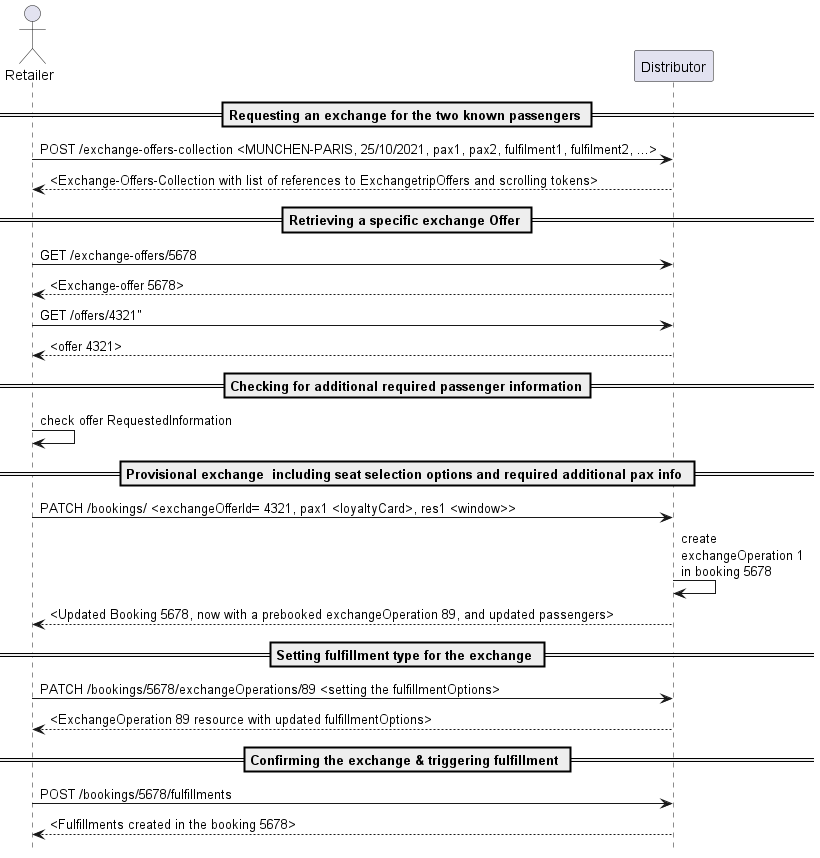 Retailer
Distributor
Requesting an exchange for the two known passengers
POST /exchange-offers-collection <MUNCHEN-PARIS, 25/10/2021, pax1, pax2, fulfilment1, fulfilment2, ...>
<Exchange-Offers-Collection with list of references to ExchangetripOffers and scrolling tokens>
Retrieving a specific exchange Offer
GET /exchange-offers/5678
<Exchange-offer 5678>
GET /offers/4321"
<offer 4321>
Checking for additional required passenger information
check offer RequestedInformation
Provisional exchange  including seat selection options and required additional pax info
PATCH /bookings/ <exchangeOfferId= 4321, pax1 <loyaltyCard>, res1 <window>>
create
exchangeOperation 1
in booking 5678
<Updated Booking 5678, now with a prebooked exchangeOperation 89, and updated passengers>
Setting fulfillment type for the exchange
PATCH /bookings/5678/exchangeOperations/89 <setting the fulfillmentOptions>
<ExchangeOperation 89 resource with updated fulfillmentOptions>
Confirming the exchange & triggering fulfillment
POST /bookings/5678/fulfillments
<Fulfillments created in the booking 5678>